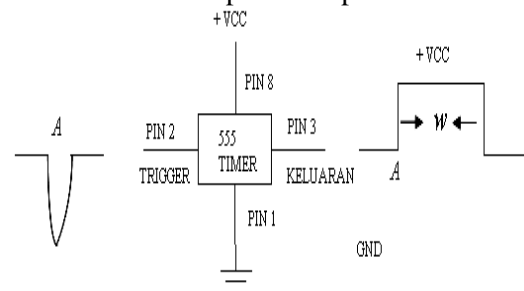 +VCC
PIN 8
+VCC
A
PIN 2
555
TIMER
PIN 3
W
TRIGGER
KELUARAN
A
PIN 1
GND